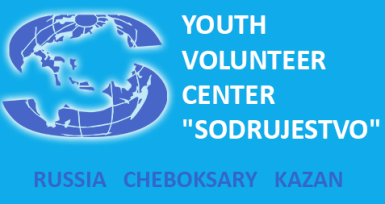 YOUTH
VOLUNTEER
CENTER
"SODRUJESTVO"
RUSSIA CHEBOKSARY KAZAN